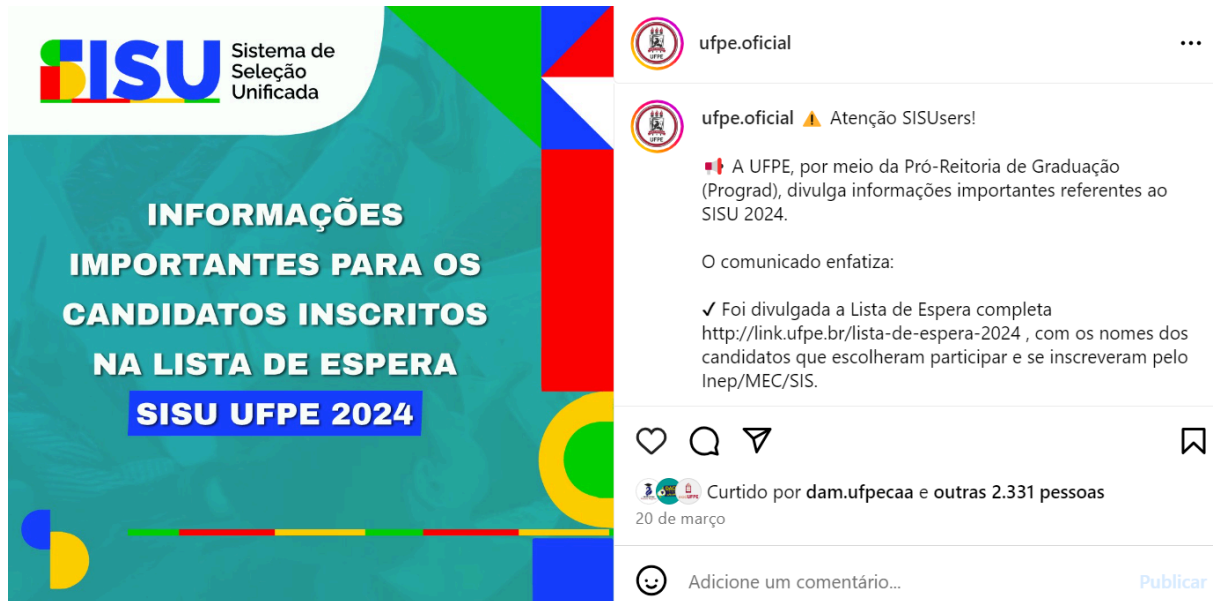 SISU
Sistema de
Seleção
Unificada
INFORMAÇÕES
IMPORTANTES PARA OS
CANDIDATOS INSCRITOS
NA LISTA DE ESPERA
SISU UFPE 2024
ufpe.oficial
ufpe.oficial ⚠️ Atenção SISUsers!
📢 A UFPE, por meio da Pró-Reitoria de Graduação
(Prograd), divulga informações importantes referentes ao
SISU 2024.
O comunicado enfatiza:
✓ Foi divulgada a Lista de Espera completa
http://link.ufpe.br/lista-de-espera-2024 , com os nomes dos
candidatos que escolheram participar e se inscreveram pelo
Inep/MEC/SIS.
Curtido por dam.ufpecaa e outras 2.331 pessoas
20 de março
Adicione um comentário... Publicar